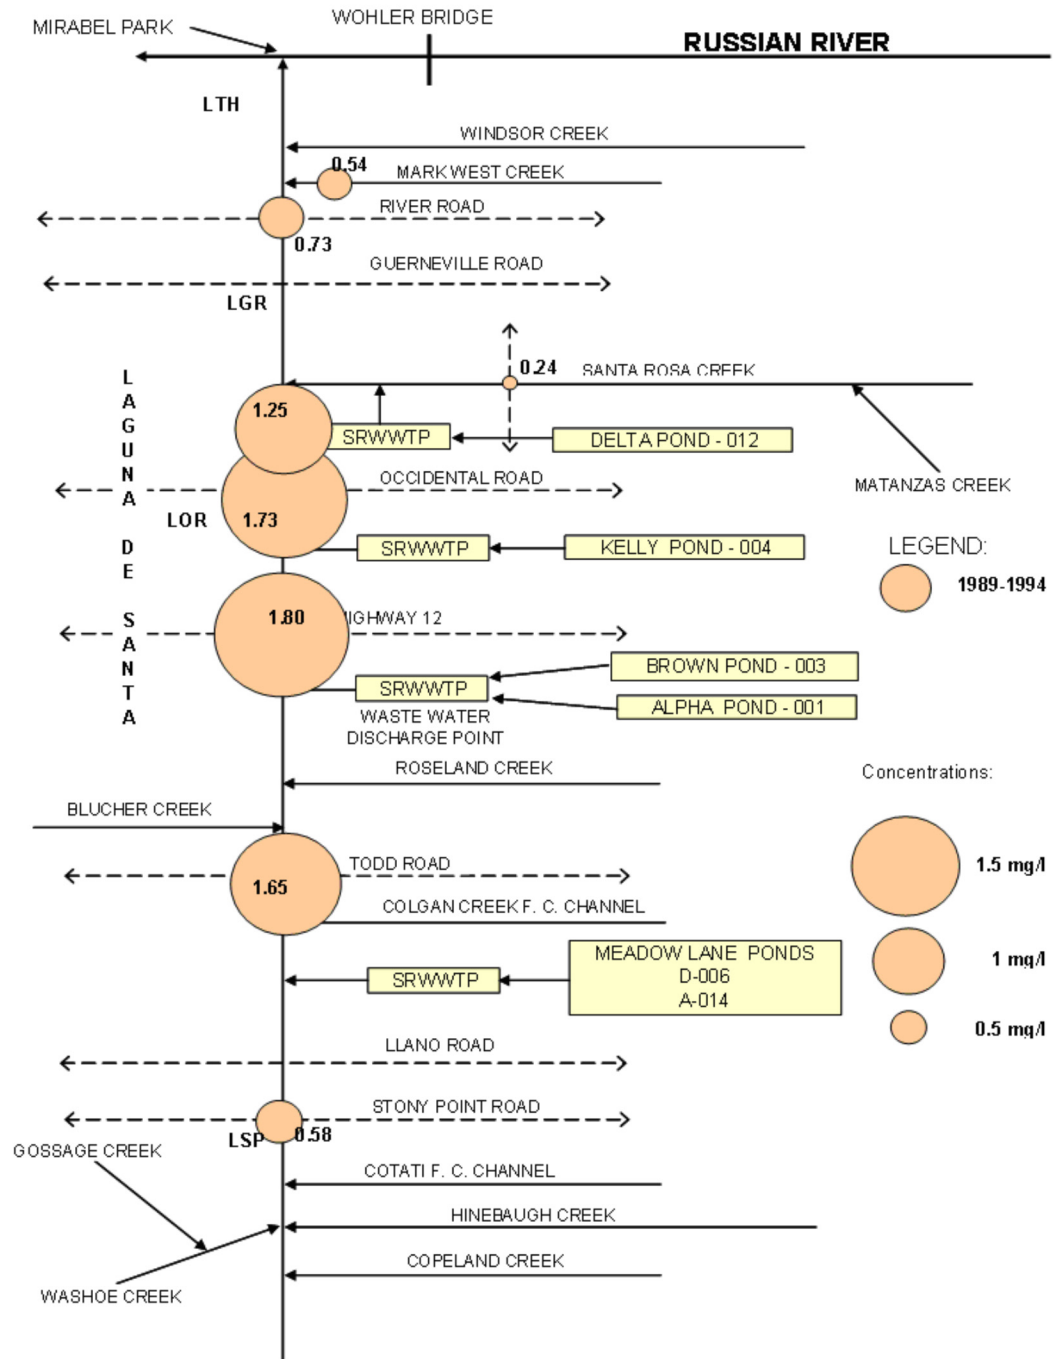 WOHLER BRIDGE
MIRABEL PARK
RUSSIAN RIVER
LTH
WINDSOR CREEK
0.54
MARK WEST CREEK
RIVER ROAD
0.73
GUERNEVILLE ROAD
LGR
0.24
SANTA ROSA CREEK
1.25
SRWWTP
DELTA POND - 012
OCCIDENTAL ROAD
MATANZAS CREEK
LOR
1.73
SRWWTP
KELLY POND - 004
LEGEND:
1989-1994
LAGUNA DE SANTA
1.80
HIGHWAY 12
BROWN POND - 003
SRWWTP
ALPHA POND - 001
WASTE WATER
DISCHARGE POINT
ROSELAND CREEK
Concentrations:
BLUCHER CREEK
1.5 mg/l
TODD ROAD
1.65
COLGAN CREEK F. C. CHANNEL
1 mg/l
MEADOW LANE PONDS
D-006
A-014
SRWWTP
0.5 mg/l
LLANO ROAD
STONY POINT ROAD
LSP
0.58
GOSSAGE CREEK
COTATI F. C. CHANNEL
HINEBAUGH CREEK
COPELAND CREEK
WASHOE CREEK